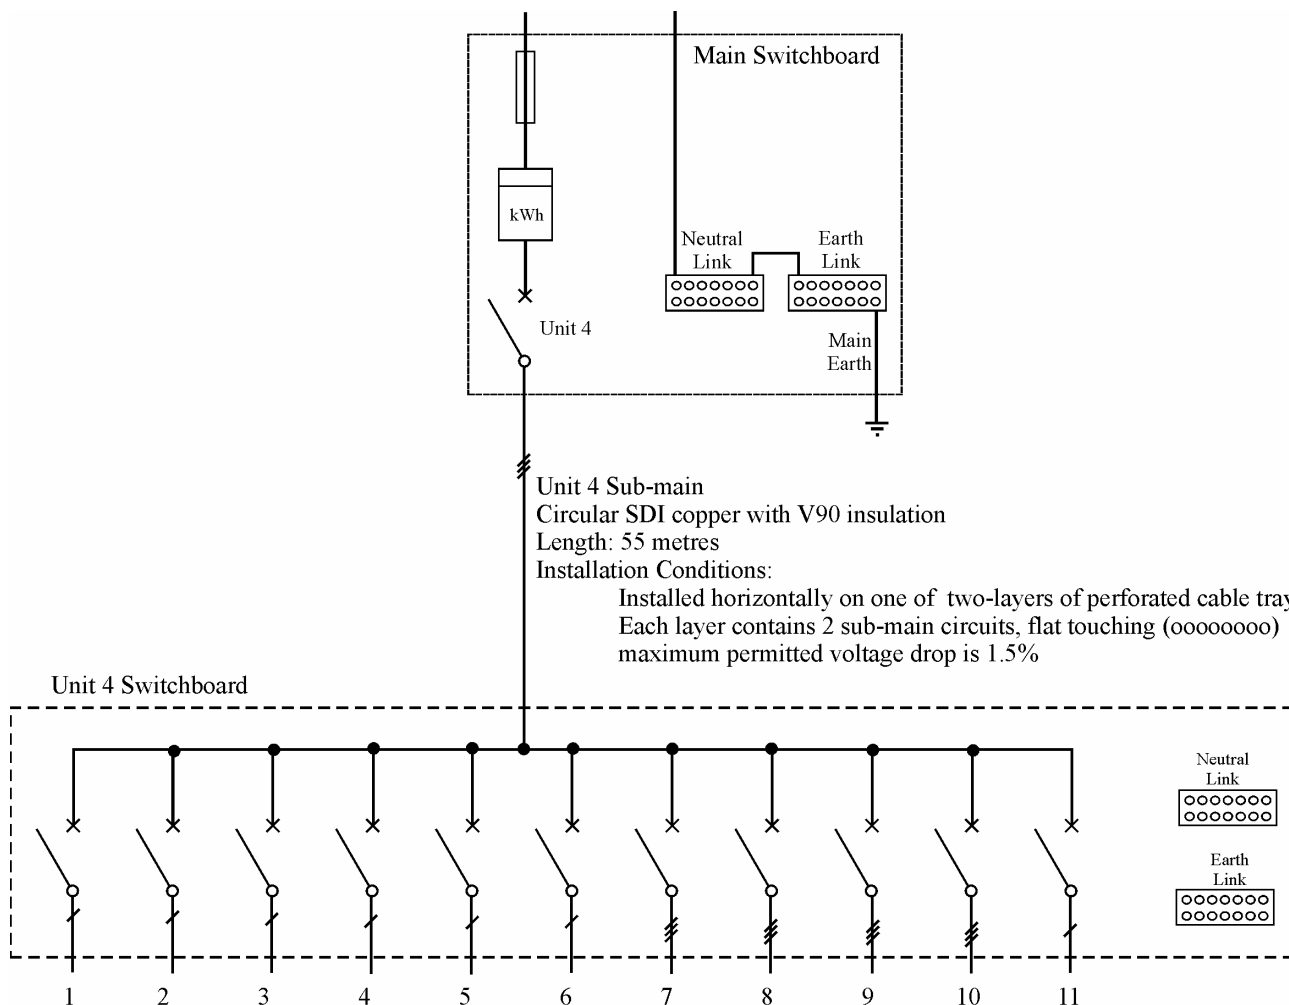 Main Switchboard
kWh
Neutral
Link
Earth
Link
Unit 4
Main
Earth
Unit 4 Sub-main
Circular SDI copper with V90 insulation
Length: 55 metres
Installation Conditions:
Installed horizontally on one of two-layers of perforated cable tray
Each layer contains 2 sub-main circuits, flat touching (oooooooo)
maximum permitted voltage drop is 1.5%
Unit 4 Switchboard
Neutral
Link
Earth
Link
1 2 3 4 5 6 7 8 9 10 11